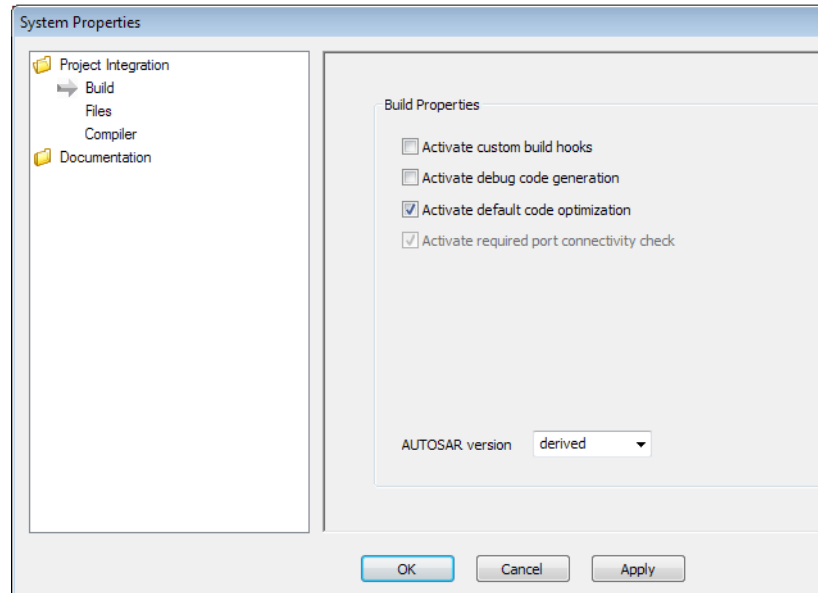 System Properties
Project Integration
Build
Files
Compiler
Documentation
Build Properties
Activate custom build hooks
Activate debug code generation
Activate default code optimization
Activate required port connectivity check
AUTOSAR version derived
OK Cancel Apply